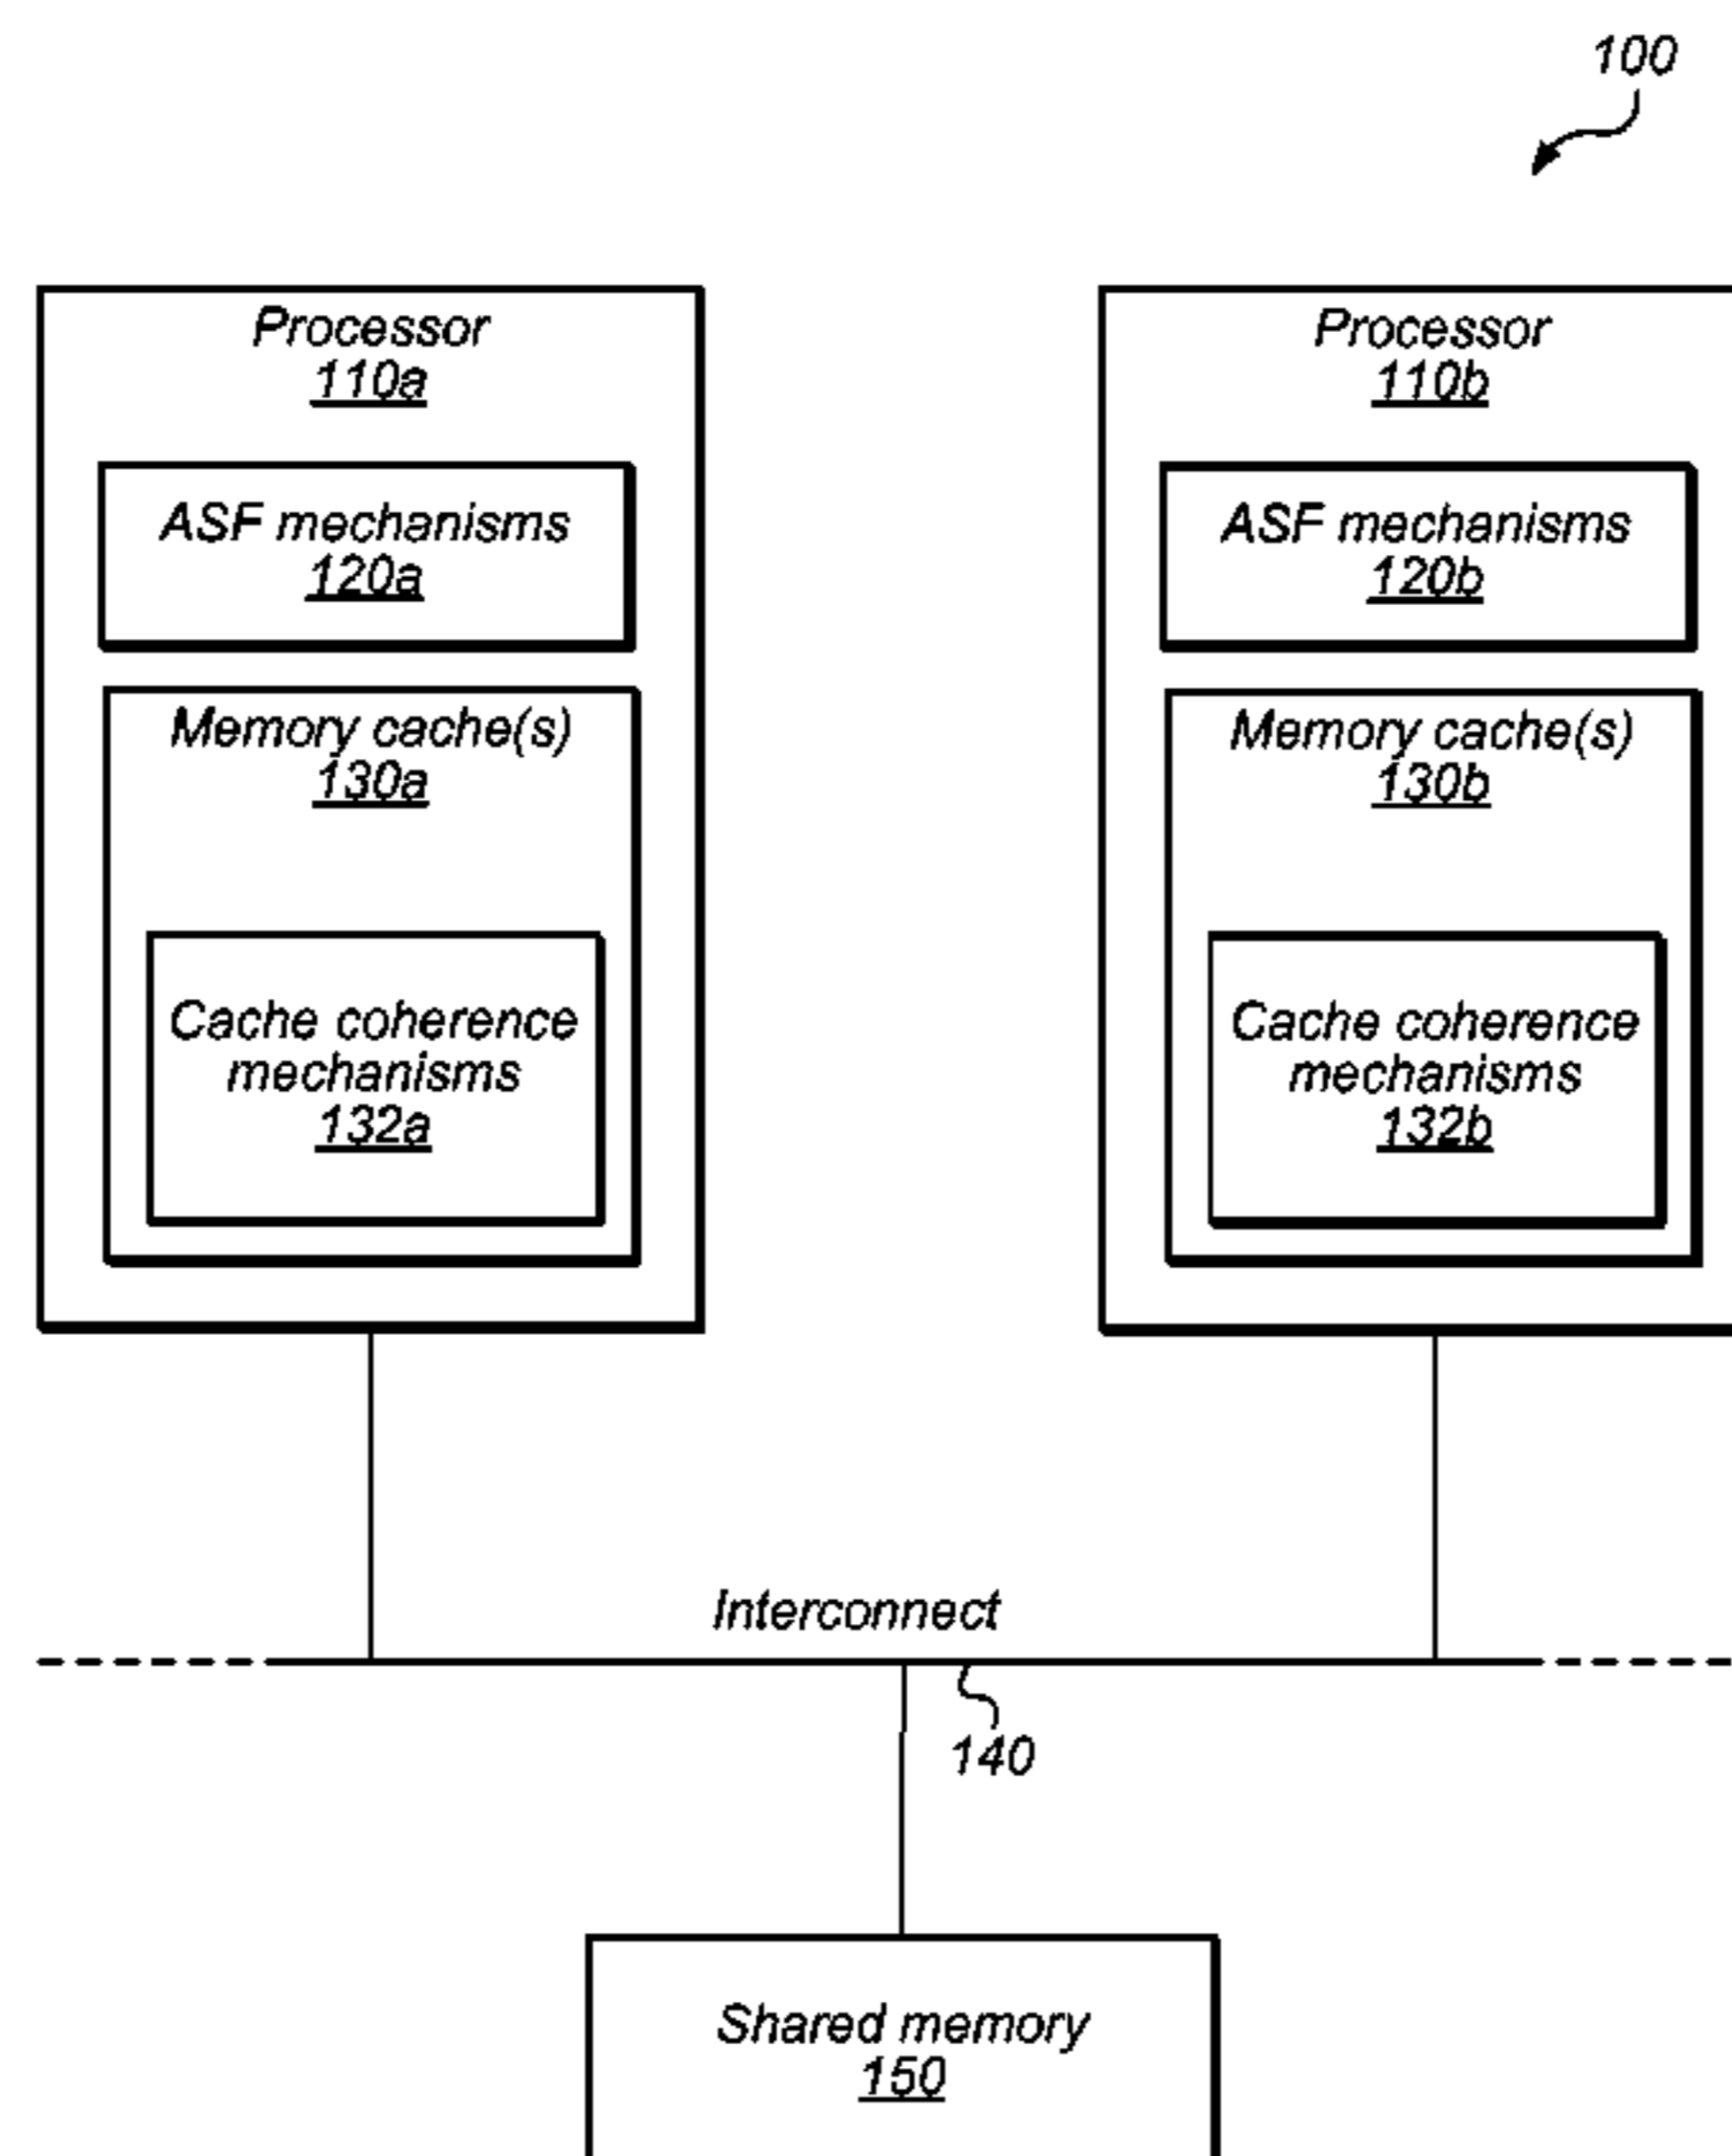 100
Processor
110a
ASF mechanisms
120a
Memory cache(s)
130a
Cache coherence
mechanisms
132a
Processor
110b
ASF mechanisms
120b
Memory cache(s)
130b
Cache coherence
mechanisms
132b
Interconnect
140
Shared memory
150